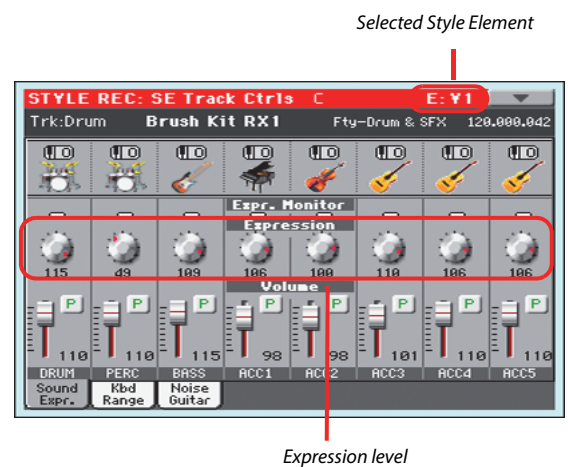 Selected Style Element
STYLE REC: SE Track Ctrls C E: V1
Trk:Drum Brush Kit RX1 Fty-Drum & SFX 120.000.042
Expr. Monitor
Expression
115 49 109 106 100 110 106 106
Volume
P P P P P P P P
110 110 115 98 98 101 110 110
DRUM PERC BASS ACC1 ACC2 ACC3 ACC4 ACC5
Sound Expr. Kbd Range Noise Guitar
Expression level